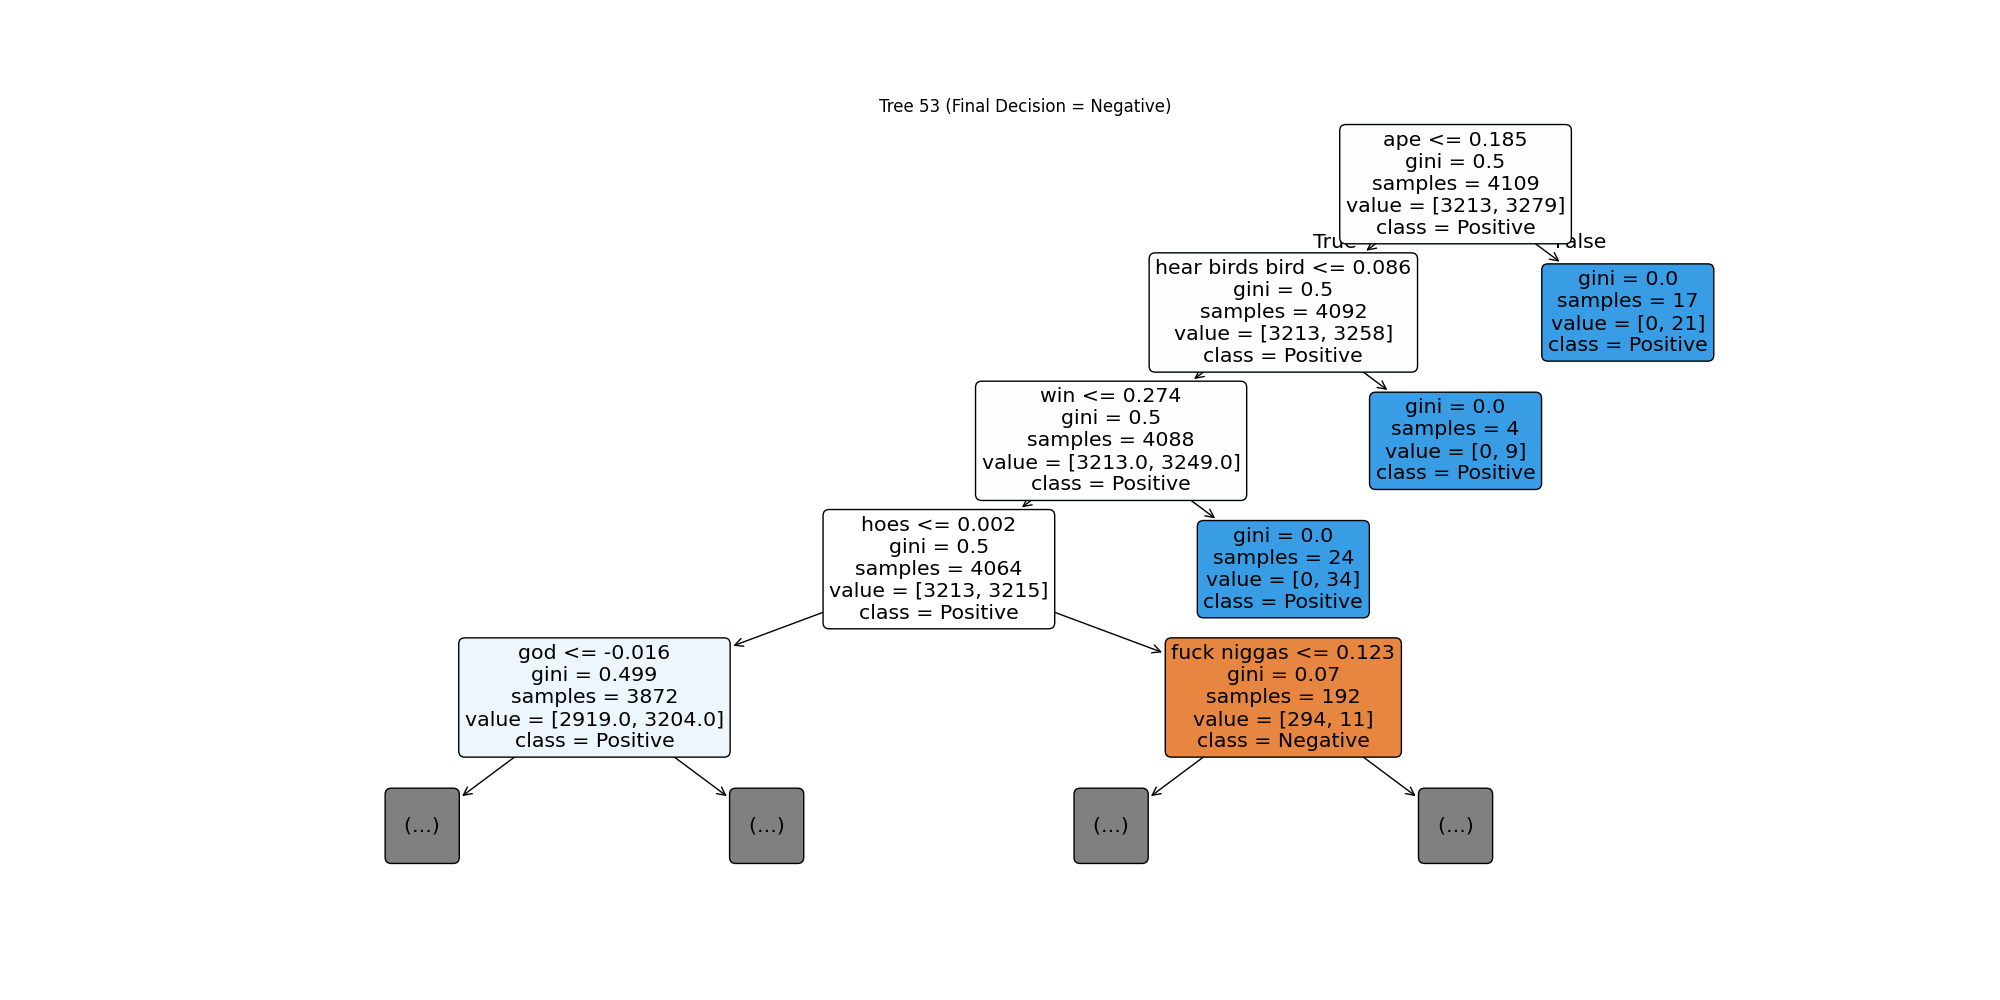 Tree 53 (Final Decision = Negative)
ape <= 0.185
gini = 0.5
samples = 4109
value = [3213, 3279]
class = Positive
True
False
hear birds bird <= 0.086
gini = 0.5
samples = 4092
value = [3213, 3258]
class = Positive
gini = 0.0
samples = 17
value = [0, 21]
class = Positive
win <= 0.274
gini = 0.5
samples = 4088
value = [3213.0, 3249.0]
class = Positive
gini = 0.0
samples = 4
value = [0, 9]
class = Positive
hoes <= 0.002
gini = 0.5
samples = 4064
value = [3213, 3215]
class = Positive
gini = 0.0
samples = 24
value = [0, 34]
class = Positive
god <= -0.016
gini = 0.499
samples = 3872
value = [2919.0, 3204.0]
class = Positive
fuck niggas <= 0.123
gini = 0.07
samples = 192
value = [294, 11]
class = Negative
(...)
(...)
(...)
(...)